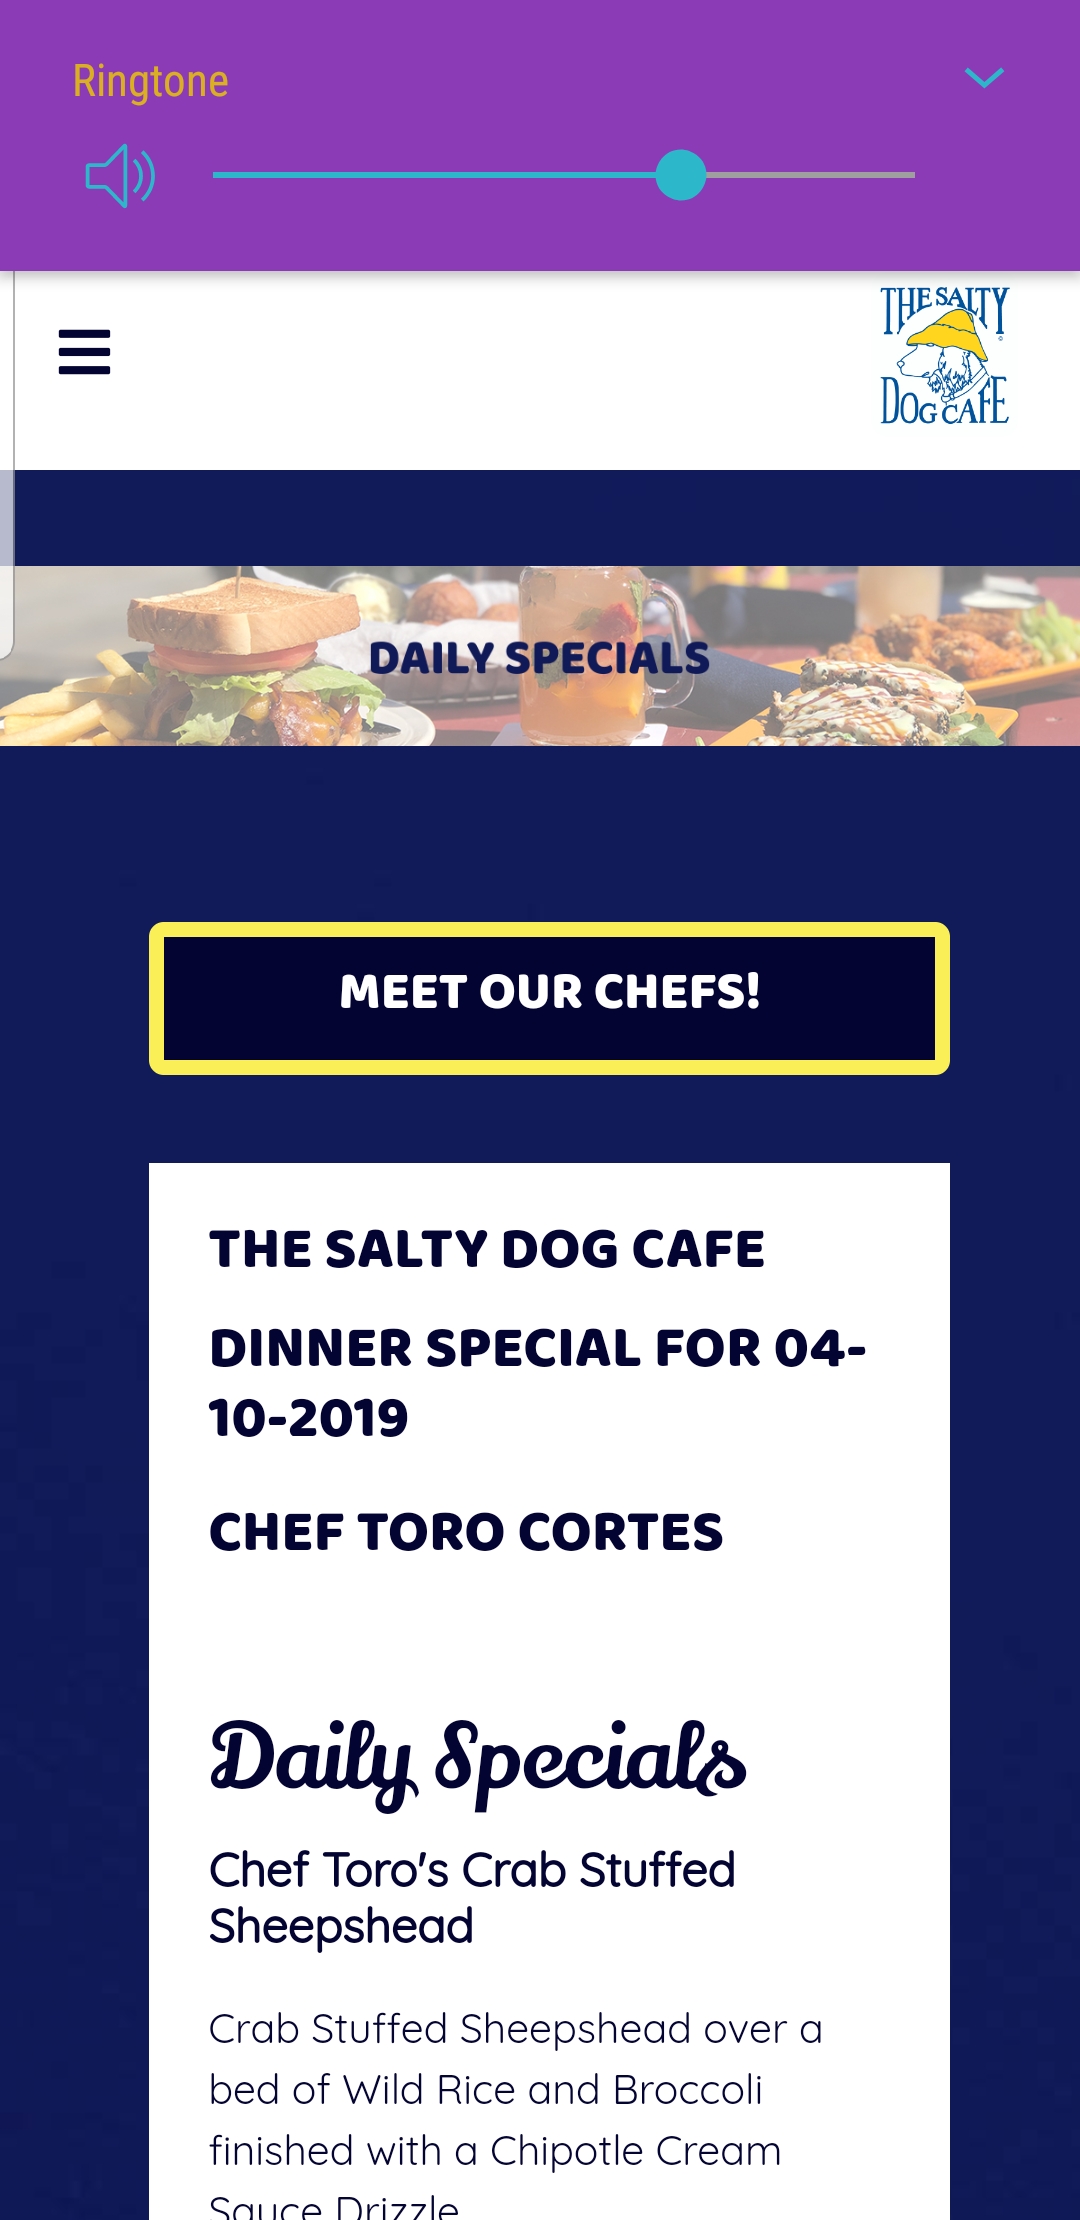 Ringtone
THE SALTY
DOG CAFE
DAILY SPECIALS
MEET OUR CHEFS!
THE SALTY DOG CAFE
DINNER SPECIAL FOR 04-
10-2019
CHEF TORO CORTES
Daily Specials
Chef Toro's Crab Stuffed
Sheepshead
Crab Stuffed Sheepshead over a
bed of Wild Rice and Broccoli
finished with a Chipotle Cream
Sauce Drizzle